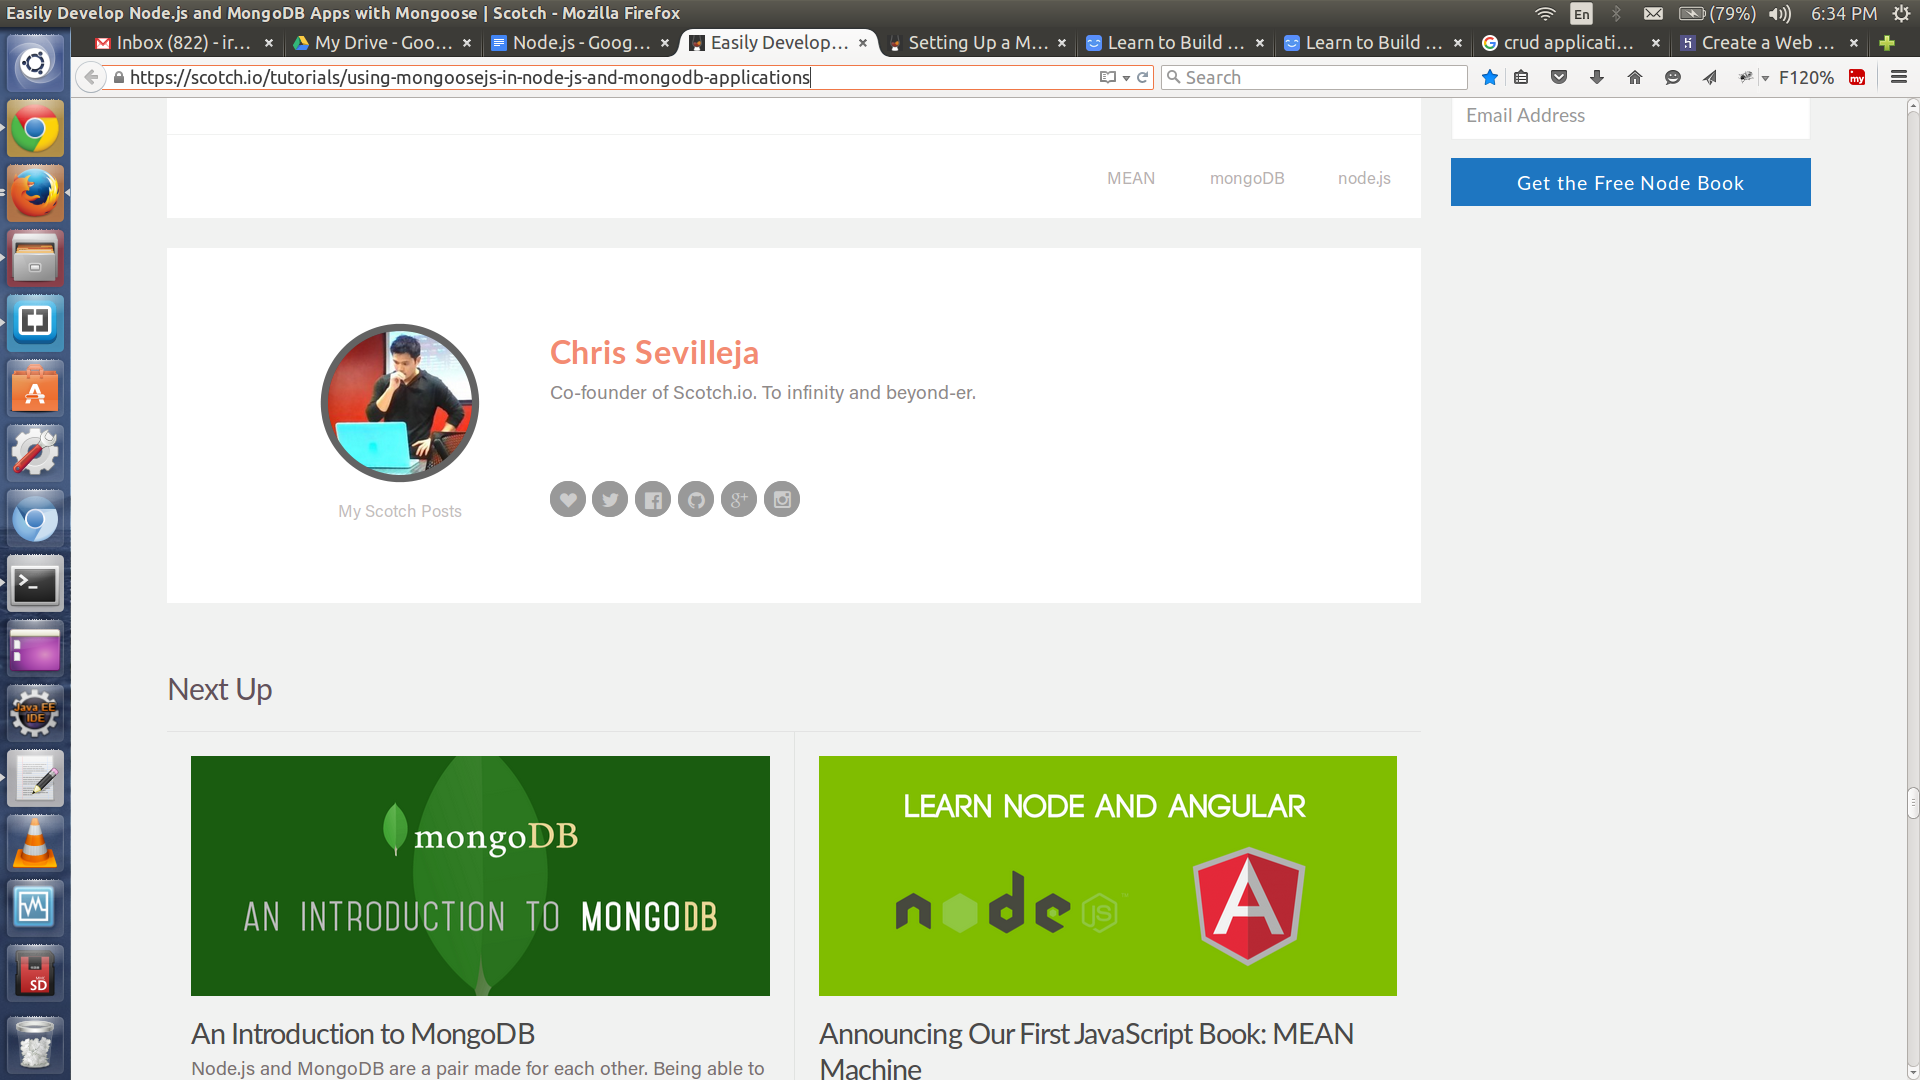 Easily Develop Node.js and MongoDB Apps with Mongoose | Scotch - Mozilla Firefox
En (79%) 6:34 PM
Inbox (822) - ir... My Drive - Goo... Node.js - Goog... Easily Develop... Setting Up a M... Learn to Build ... Learn to Build ... crud applicati... Create a Web ...
https://scotch.io/tutorials/using-mongoosejs-in-node-js-and-mongodb-applications Search F120% my
Email Address
MEAN mongoDB node.js
Get the Free Node Book
Chris Sevilleja
Co-founder of Scotch.io. To infinity and beyond-er.
My Scotch Posts
g+
Java EE
IDE
SD
Next Up
mongoDB
AN INTRODUCTION TO MONGODB
LEARN NODE AND ANGULAR
node JS
A
An Introduction to MongoDB
Node.js and MongoDB are a pair made for each other. Being able to
Announcing Our First JavaScript Book: MEAN
Machine